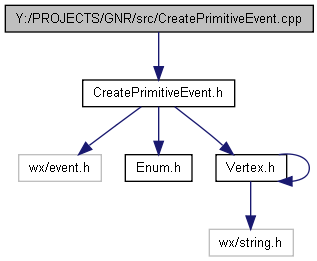 Y:/PROJECTS/GNR/src/CreatePrimitiveEvent.cpp
CreatePrimitiveEvent.h
wx/event.h
Enum.h
Vertex.h
wx/string.h